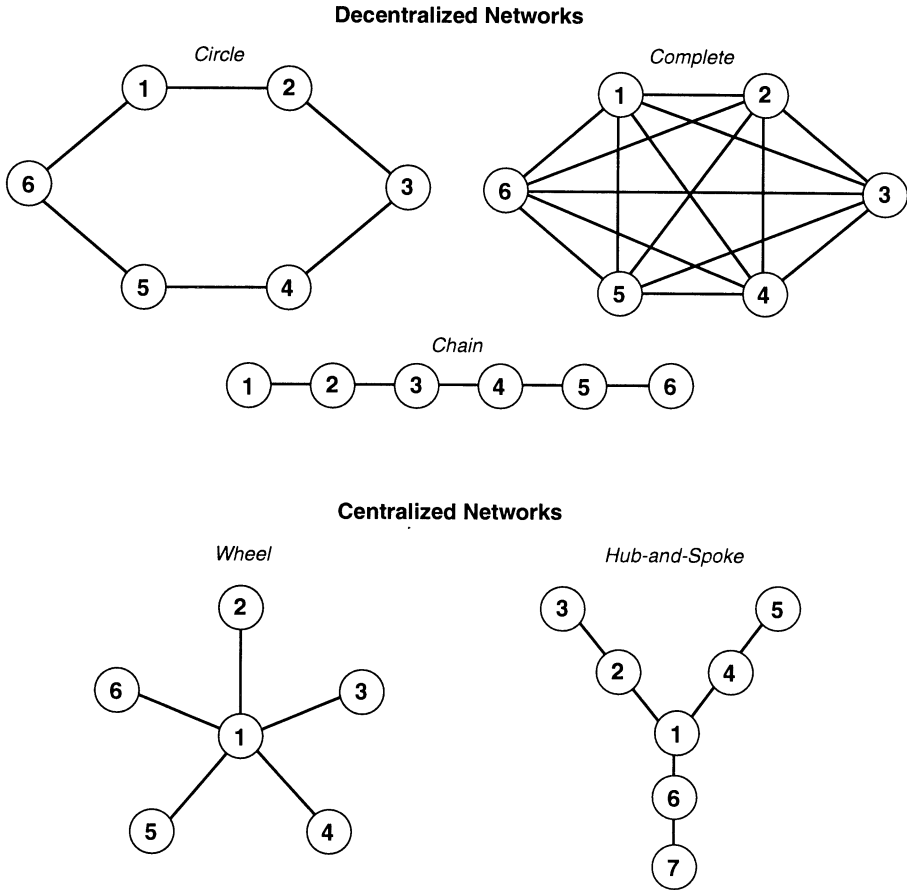 Decentralized Networks
Circle
Complete
1 2
6 3
5 4
1 2
6 3
5 4
Chain
1 2 3 4 5 6
Centralized Networks
Wheel
Hub-and-Spoke
2
6 3
1
5 4
3 5
2 4
1
6
7